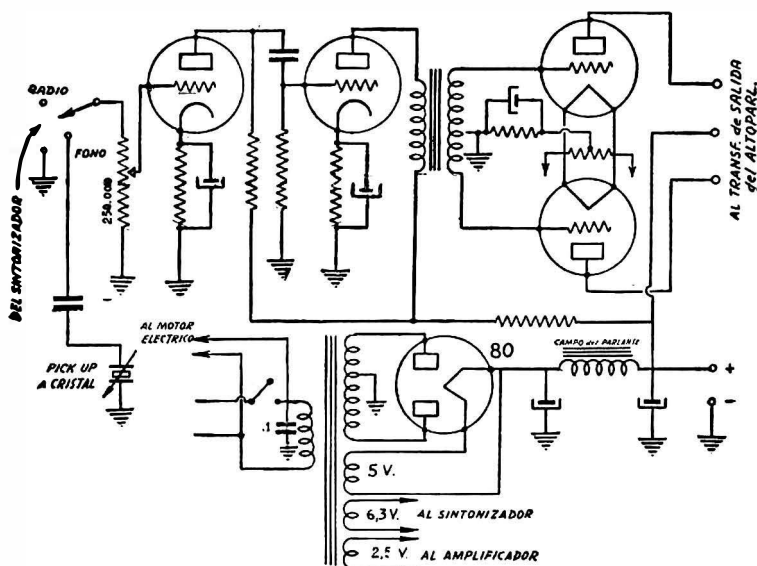 RADIO
FONO
DEL SINTORIZADOR
250.000
AL MOTOR
ELECTRICO
PICK UP
A CRISTAL
.1
80
CAMPO del PARLANTE
+
-
5 V.
6,3 V. AL SINTONIZADOR
2,5 V. AL AMPLIFICADOR
AL TRANSF. de SALIDA
del ALTOPARL.